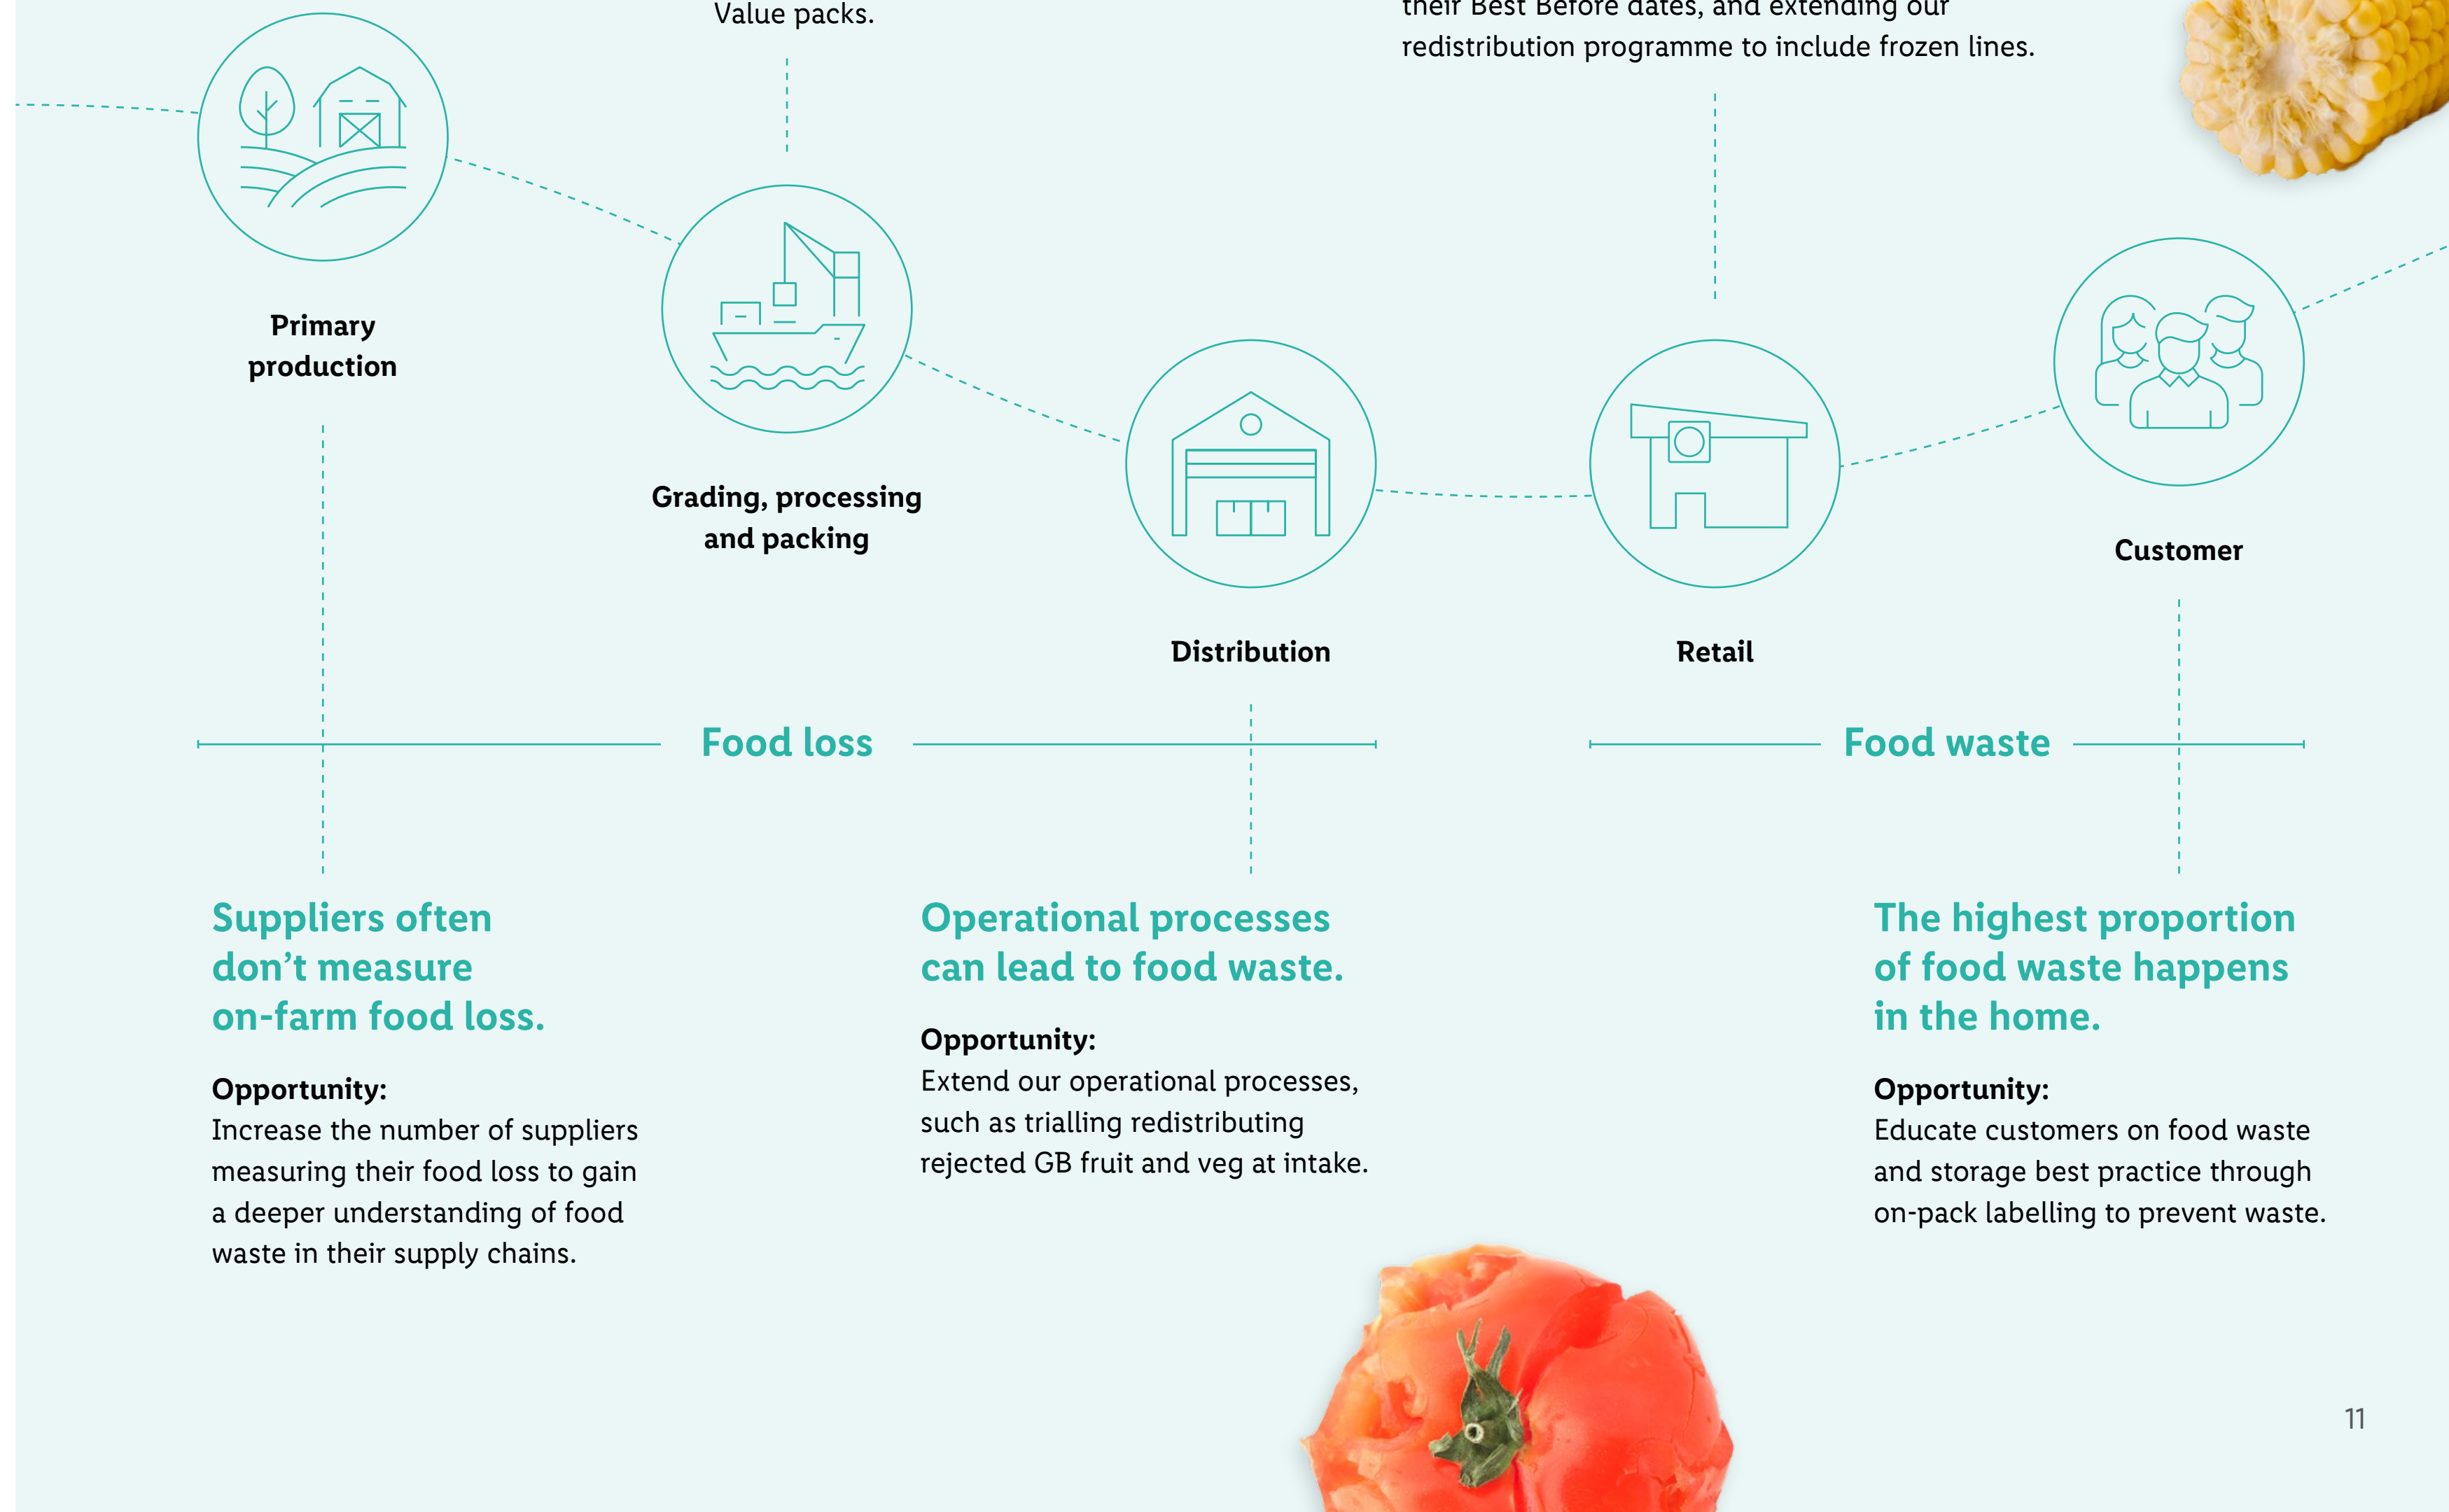 Value packs.
their Best Before dates, and extending our
redistribution programme to include frozen lines.
Primary
production
Grading, processing
and packing
Distribution
Retail
Customer
Food loss
Food waste
Suppliers often
don’t measure
on-farm food loss.
Opportunity:
Increase the number of suppliers
measuring their food loss to gain
a deeper understanding of food
waste in their supply chains.
Operational processes
can lead to food waste.
Opportunity:
Extend our operational processes,
such as trialling redistributing
rejected GB fruit and veg at intake.
The highest proportion
of food waste happens
in the home.
Opportunity:
Educate customers on food waste
and storage best practice through
on-pack labelling to prevent waste.
11